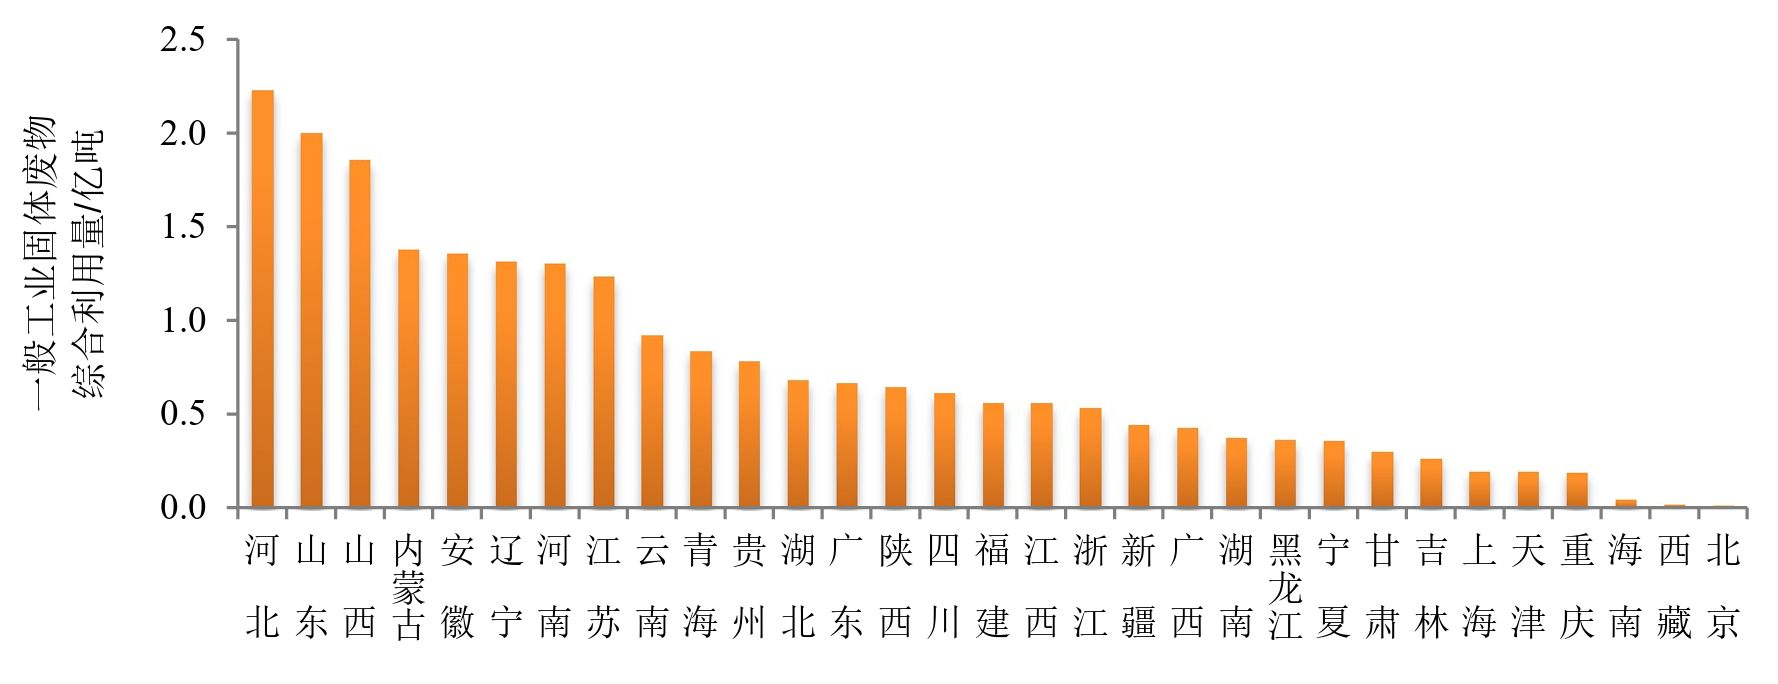 一般工业固体废物
综合利用量/亿吨
2.5
2.0
1.5
1.0
0.5
0.0
河北
山东
山西
内蒙古
安徽
辽宁
河南
江苏
云南
青海
贵州
湖北
广东
陕西
四川
福建
江西
浙江
新疆
广西
湖南
黑龙江
宁夏
甘肃
吉林
上海
天津
重庆
海南
西藏
北京